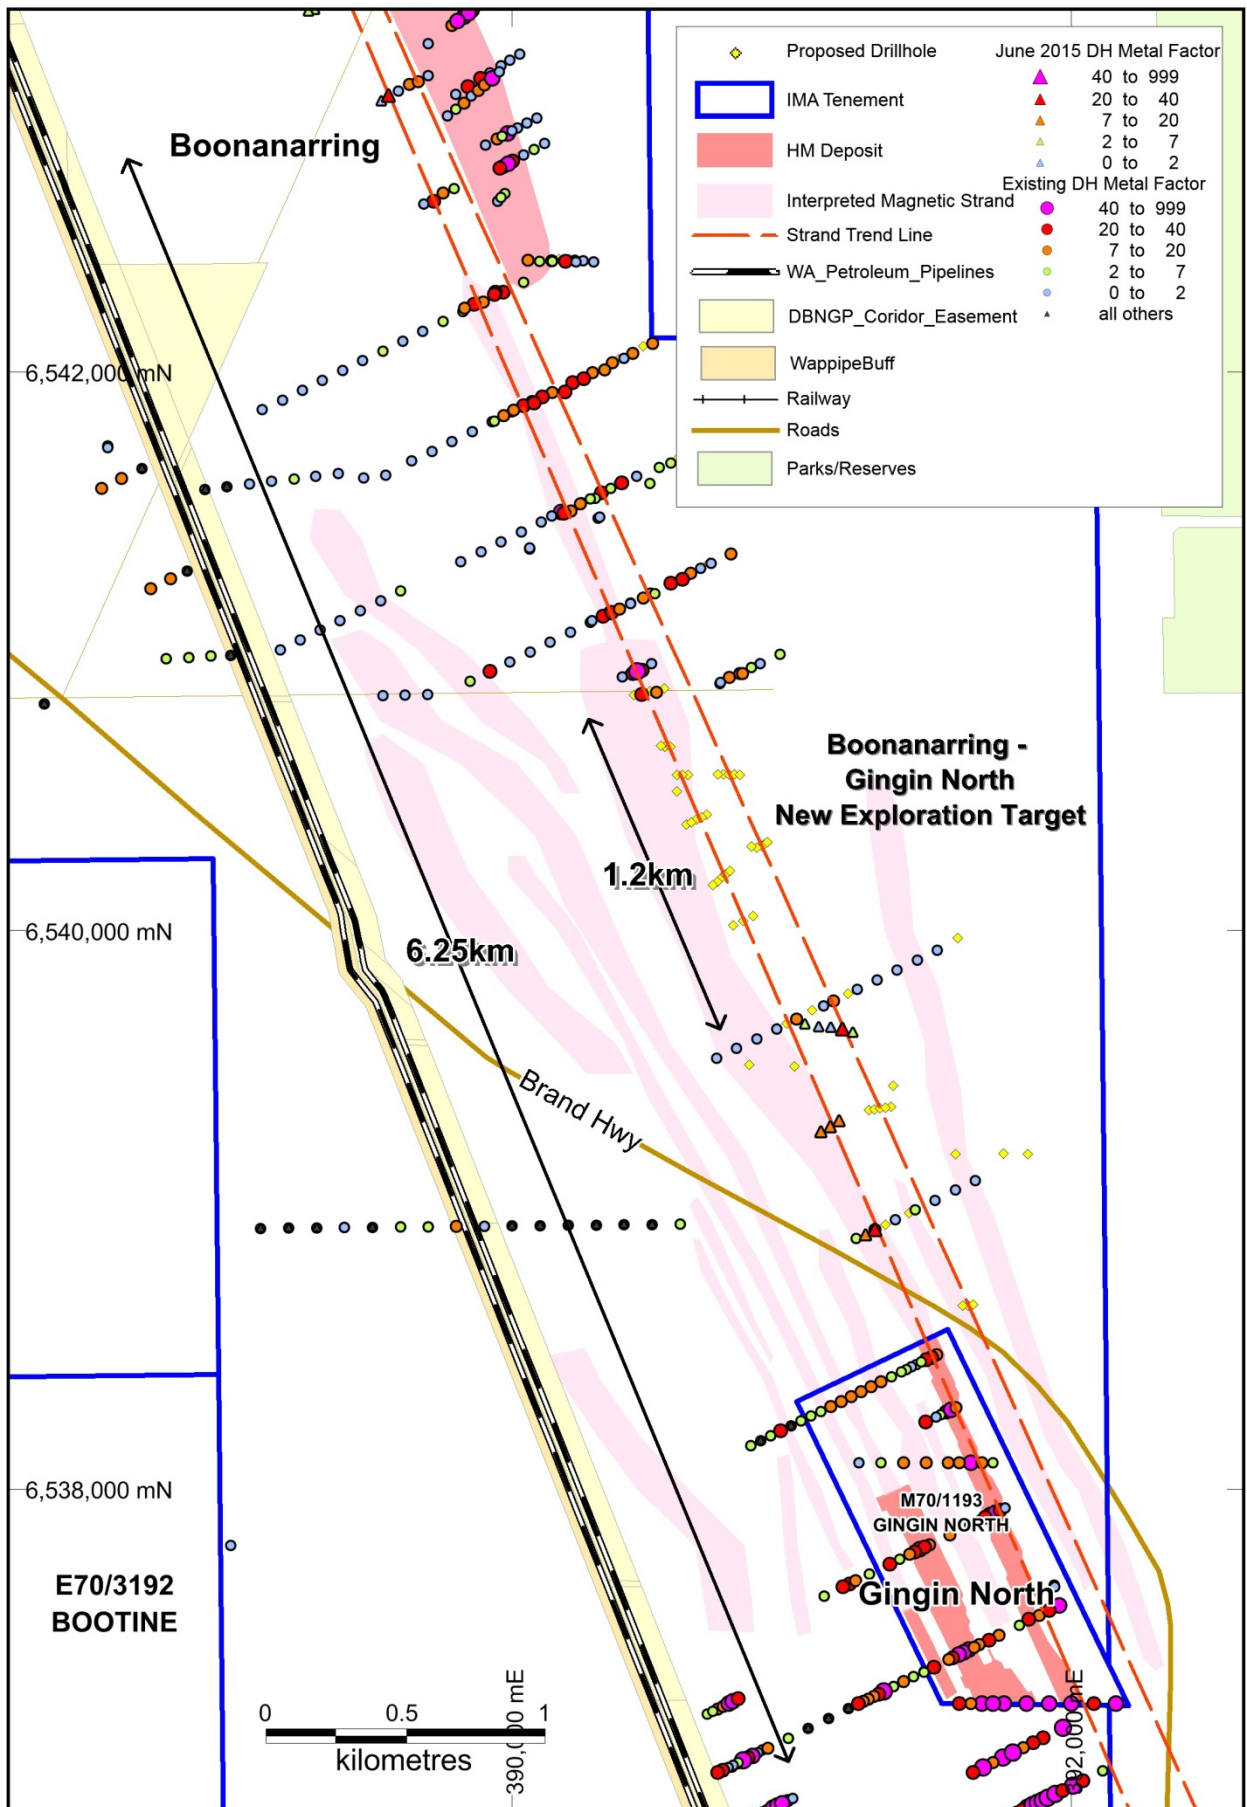 Boonanarring
Proposed Drillhole
IMA Tenement
HM Deposit
Interpreted Magnetic Strand
Strand Trend Line
WA_Petroleum_Pipelines
DBNGP_Coridor_Easement
WappipeBuff
Railway
Roads
Parks/Reserves
June 2015 DH Metal Factor
40 to 999
20 to 40
7 to 20
2 to 7
0 to 2
Existing DH Metal Factor
40 to 999
20 to 40
7 to 20
2 to 7
0 to 2
all others
6,542,000 mN
Boonanarring -
Gingin North
New Exploration Target
1.2km
6,540,000 mN
6.25km
Brand Hwy
6,538,000 mN
M70/1193
GINGIN NORTH
Gingin North
E70/3192
BOOTINE
0 0.5 1
kilometres
390,000 mE
392,000 mE